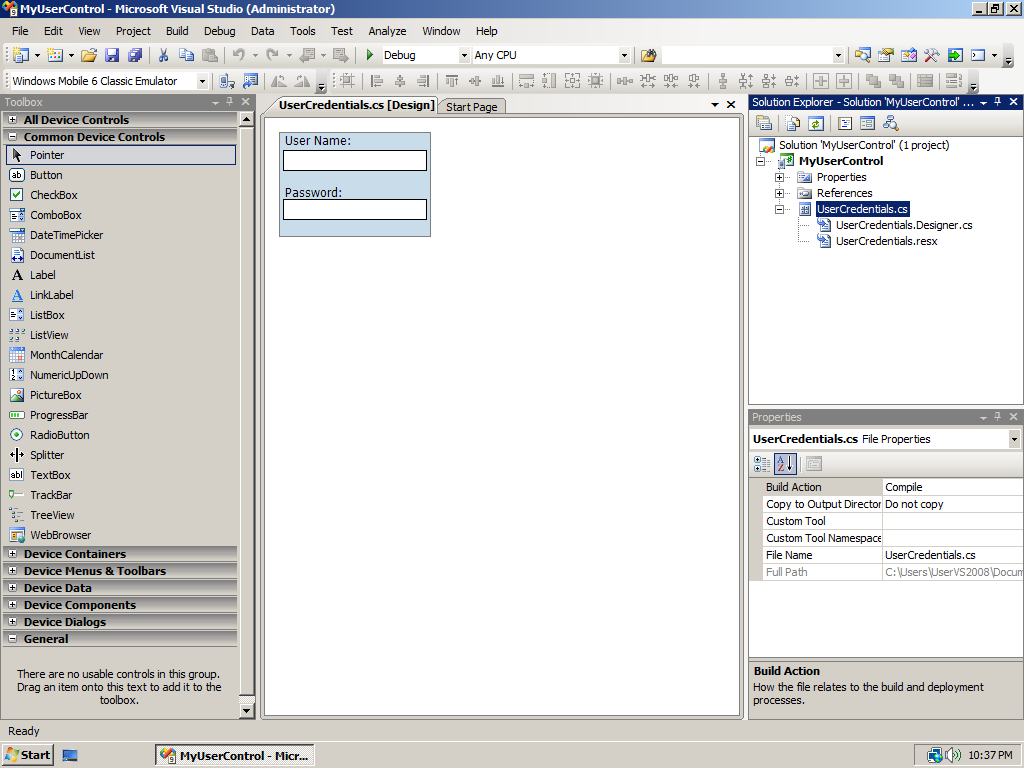 MyUserControl - Microsoft Visual Studio (Administrator)
File Edit View Project Build Debug Data Tools Test Analyze Window Help
Debug Any CPU
Windows Mobile 6 Classic Emulator
Toolbox
All Device Controls
Common Device Controls
Pointer
Button
CheckBox
ComboBox
DateTimePicker
DocumentList
Label
LinkLabel
ListBox
ListView
MonthCalendar
NumericUpDown
PictureBox
ProgressBar
RadioButton
Splitter
TextBox
TrackBar
TreeView
WebBrowser
Device Containers
Device Menus & Toolbars
Device Data
Device Components
Device Dialogs
General
There are no usable controls in this group.
Drag an item onto this text to add it to the
toolbox.
UserCredentials.cs [Design] Start Page
User Name:
Password:
Solution Explorer - Solution 'MyUserControl' ...
Solution 'MyUserControl' (1 project)
MyUserControl
Properties
References
UserCredentials.cs
UserCredentials.Designer.cs
UserCredentials.resx
Properties
UserCredentials.cs File Properties
Build Action Compile
Copy to Output Director Do not copy
Custom Tool
Custom Tool Namespace
File Name UserCredentials.cs
Full Path C:\Users\UserVS2008\Docum
Build Action
How the file relates to the build and deployment
processes.
Ready
Start MyUserControl - Micr... 10:37 PM